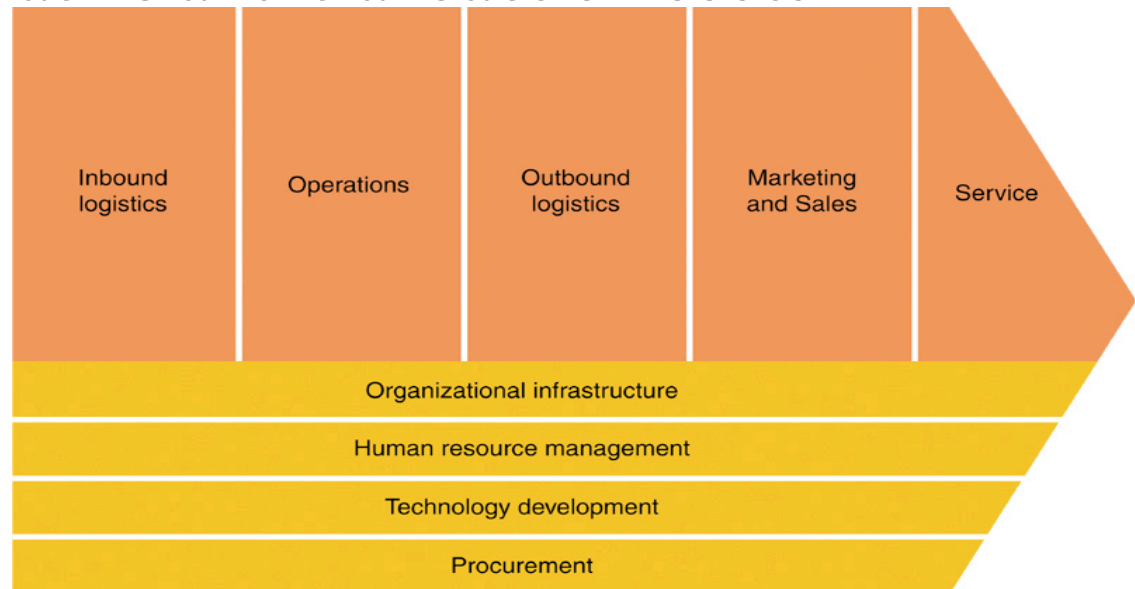 Inbound
logistics
Operations
Outbound
logistics
Marketing
and Sales
Service
Organizational infrastructure
Human resource management
Technology development
Procurement